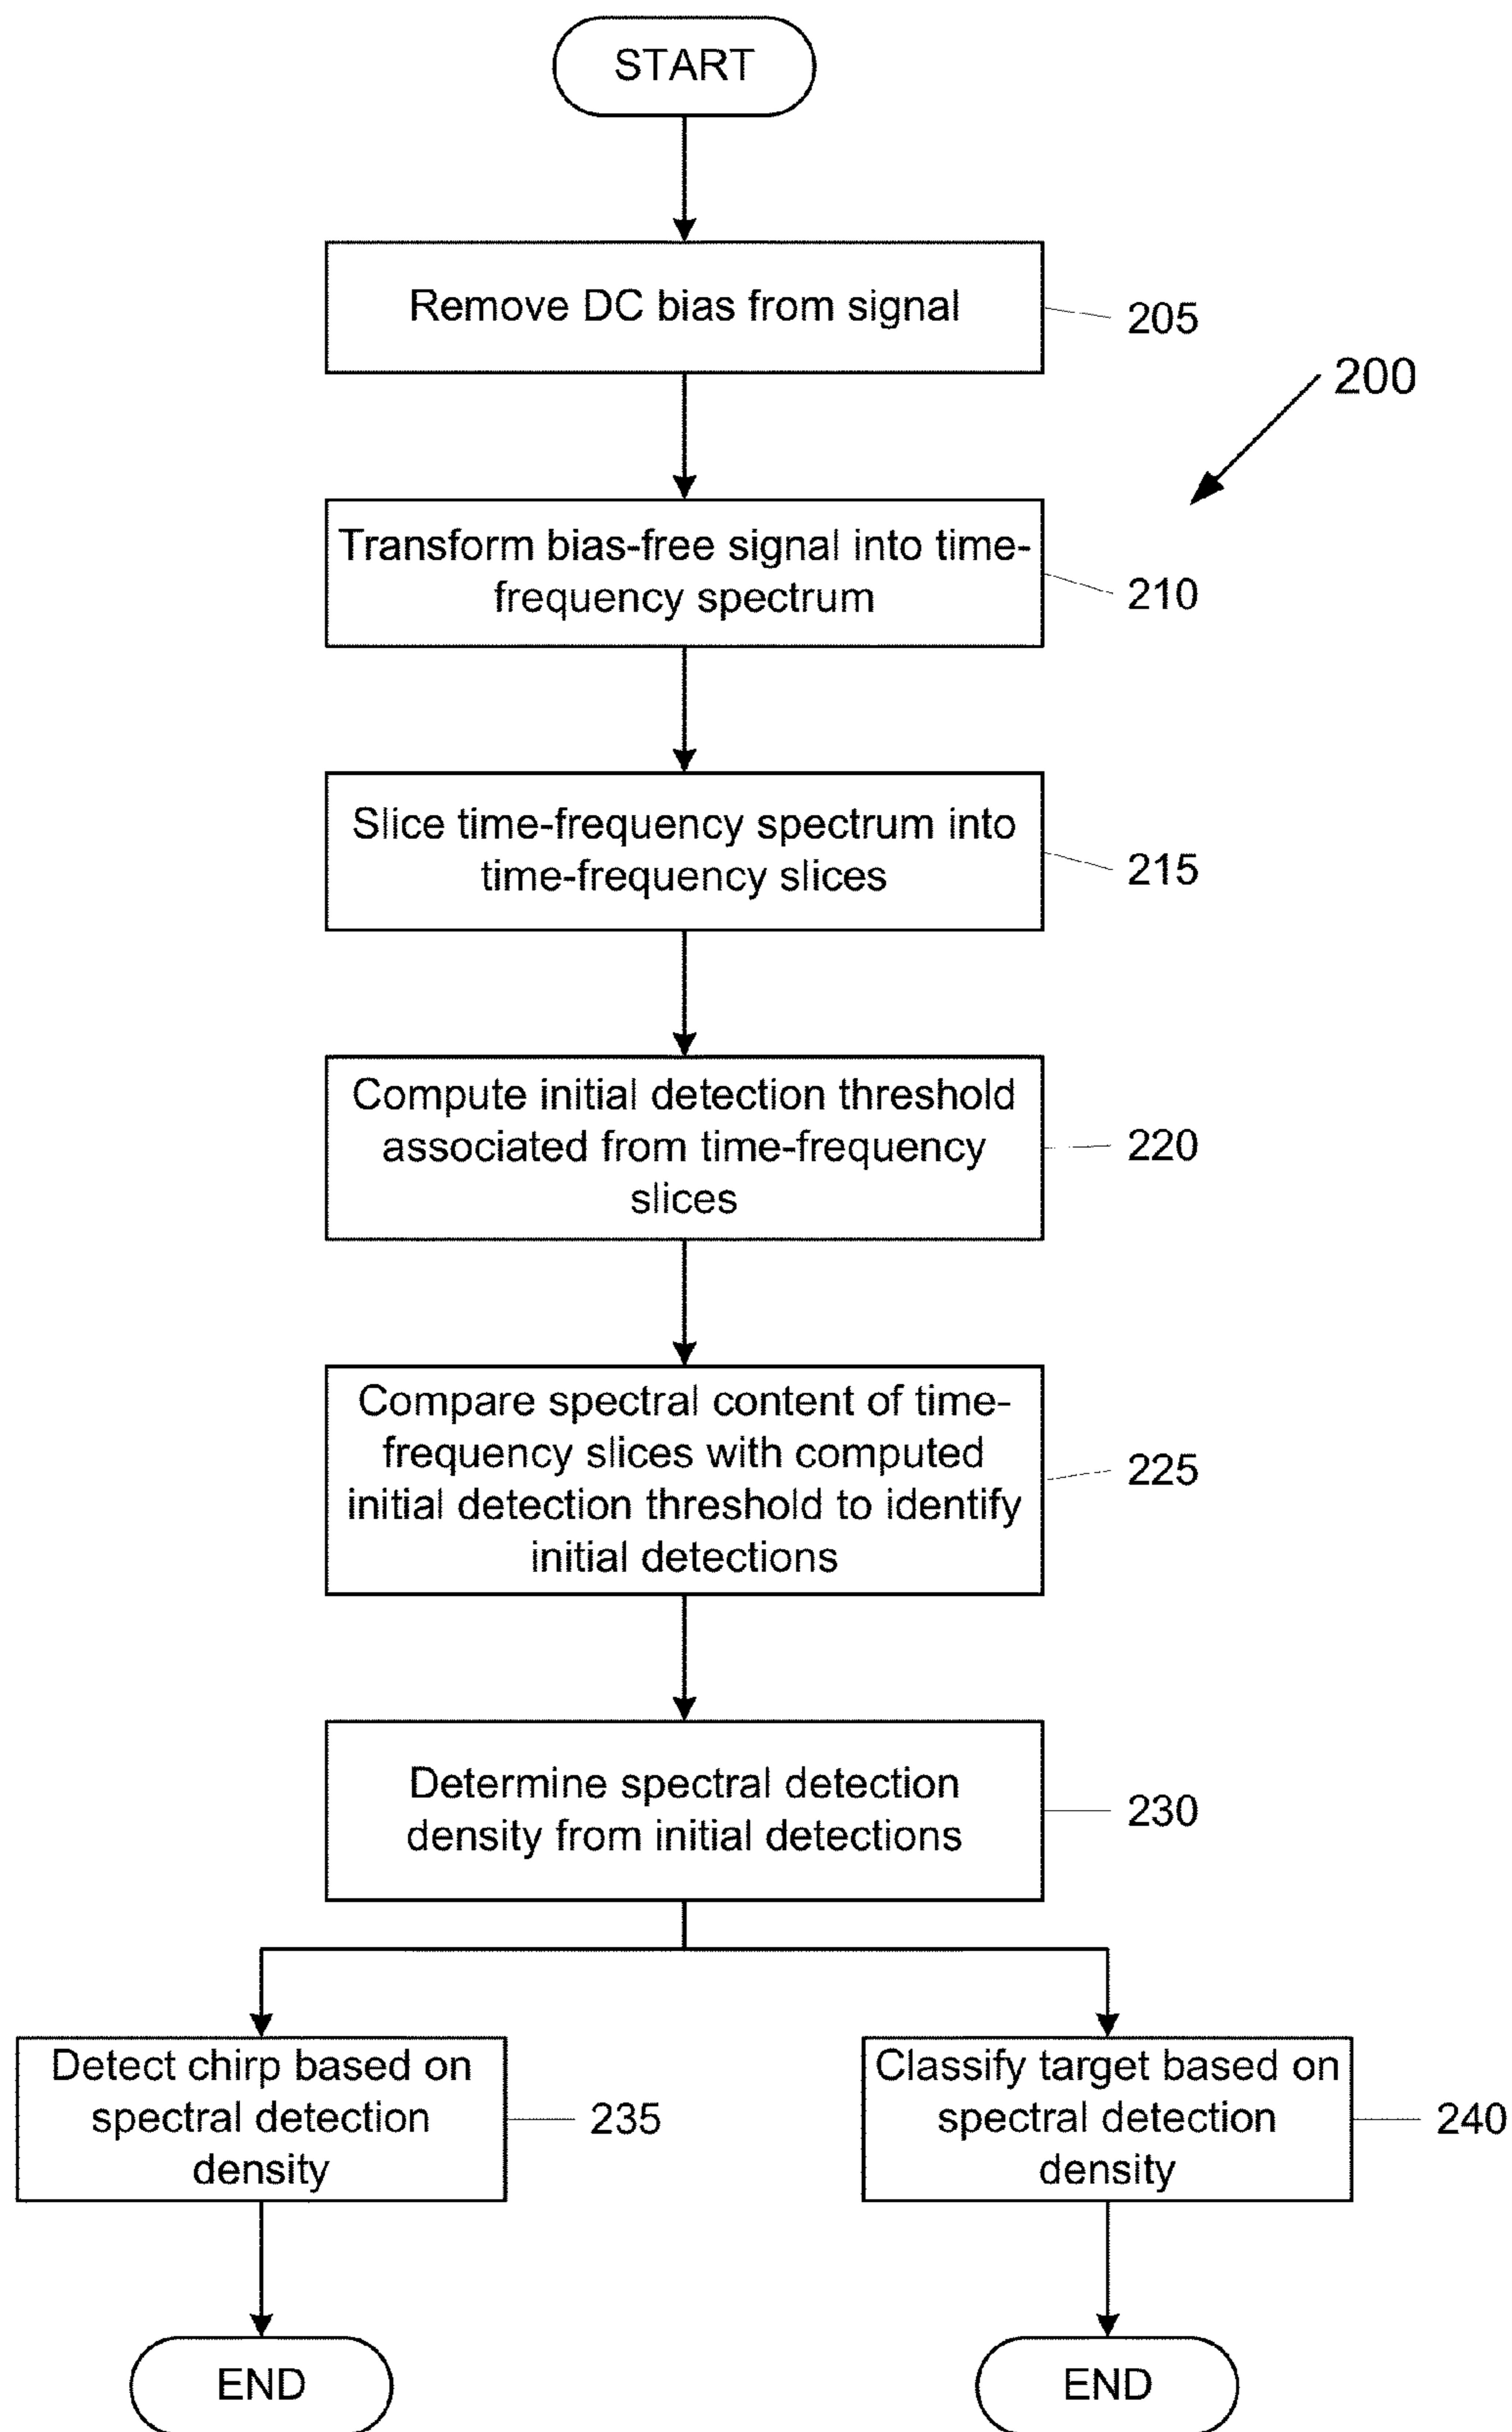 START
Remove DC bias from signal
205
200
Transform bias-free signal into time-
frequency spectrum
210
Slice time-frequency spectrum into
time-frequency slices
215
Compute initial detection threshold
associated from time-frequency
slices
220
Compare spectral content of time-
frequency slices with computed
initial detection threshold to identify
initial detections
225
Determine spectral detection
density from initial detections
230
Detect chirp based on
spectral detection
density
235
Classify target based on
spectral detection
density
240
END
END